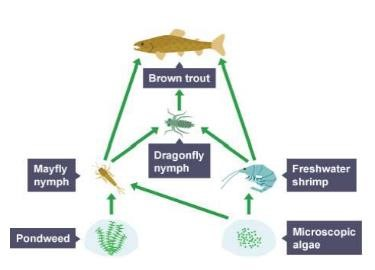 Brown trout
Dragonfly
nymph
Mayfly
nymph
Freshwater
shrimp
Pondweed
Microscopic
algae